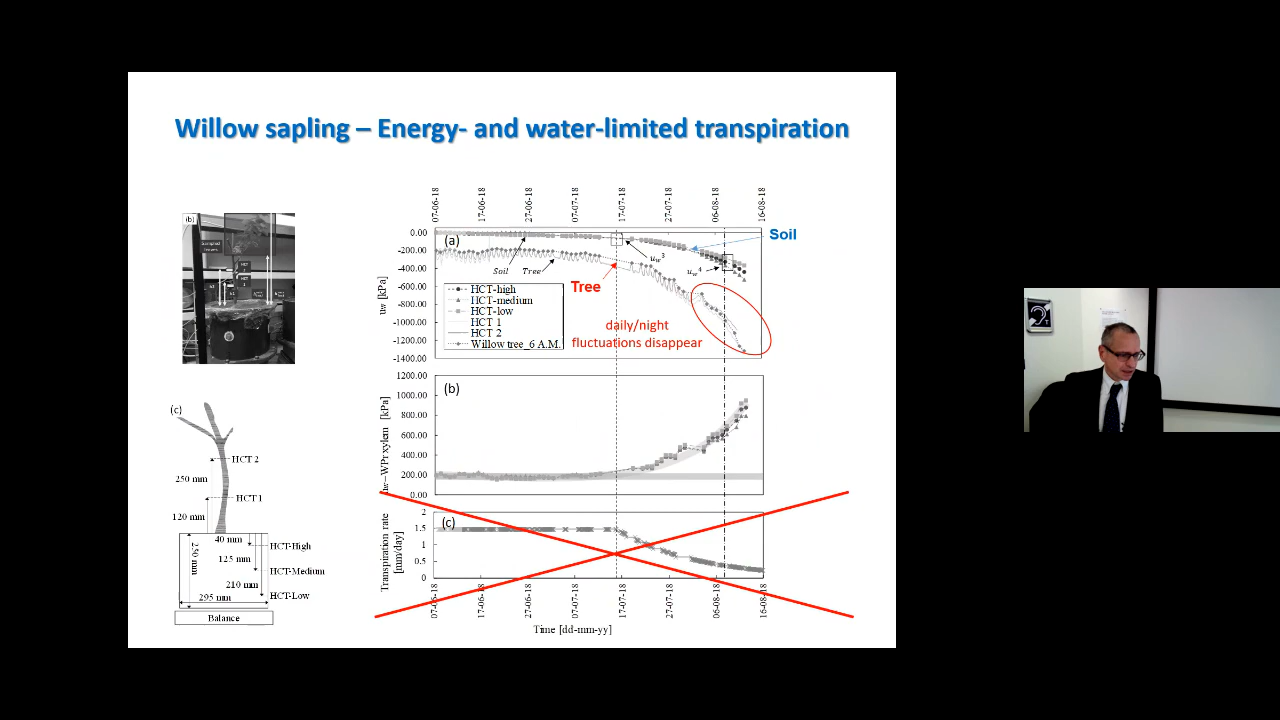 Willow sapling – Energy- and water-limited transpiration
(b)
HCT 2
250 mm
HCT 1
120 mm
(c)
40 mm
HCT-High
125 mm
HCT-Medium
210 mm
HCT-Low
295 mm
Balance
07-06-18
17-06-18
27-06-18
07-07-18
17-07-18
27-07-18
06-08-18
16-08-18
(a)
0.00
-200.00
-400.00
-600.00
-800.00
-1000.00
-1200.00
-1400.00
Soil
Tree
Soil
Tree
HCT-high
HCT-medium
HCT-low
HCT 1
HCT 2
Willow tree_6 A.M.
daily/night
fluctuations disappear
(b)
1200.00
1000.00
800.00
600.00
400.00
200.00
0.00
(c)
Transpiration rate
[mm/day]
2
1.5
1
0.5
0
07-06-18
17-06-18
27-06-18
07-07-18
17-07-18
27-07-18
06-08-18
16-08-18
Time [dd-mm-yy]